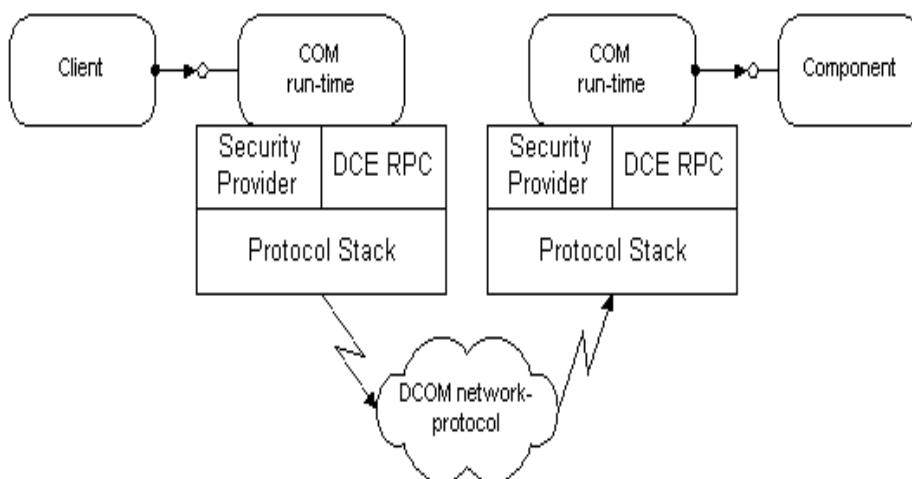 Client
COM
run-time
COM
run-time
Component
Security
Provider
DCE RPC
Security
Provider
DCE RPC
Protocol Stack
Protocol Stack
DCOM network-
protocol